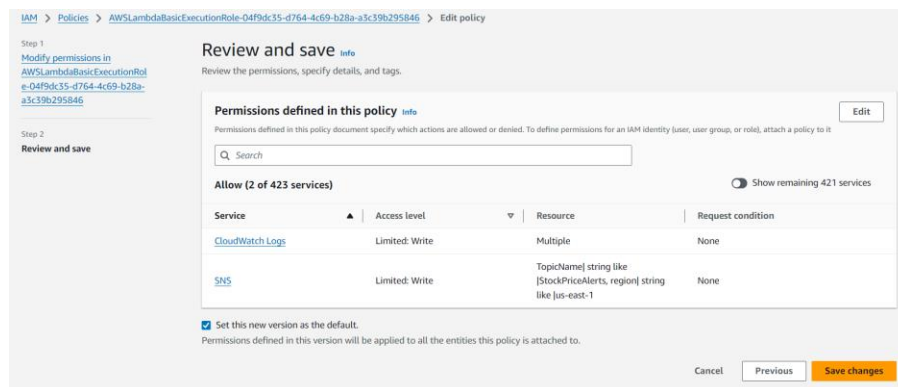 IAM > Policies > AWSLambdaBasicExecutionRole-04f9dc35-d764-4c69-b28a-a3c39b295846 > Edit policy
Step 1
Modify permissions in
AWSLambdaBasicExecutionRol
e-04f9dc35-d764-4c69-b28a-
a3c39b295846
Step 2
Review and save
Review and save Info
Review the permissions, specify details, and tags.
Permissions defined in this policy Info
Edit
Permissions defined in this policy document specify which actions are allowed or denied. To define permissions for an IAM identity (user, user group, or role), attach a policy to it
Search
Allow (2 of 423 services)
Show remaining 421 services
Service Access level Resource Request condition
CloudWatch Logs Limited: Write Multiple None
TopicName| string like
SNS Limited: Write |StockPriceAlerts, region| string None
like |us-east-1
Set this new version as the default.
Permissions defined in this version will be applied to all the entities this policy is attached to.
Cancel Previous Save changes